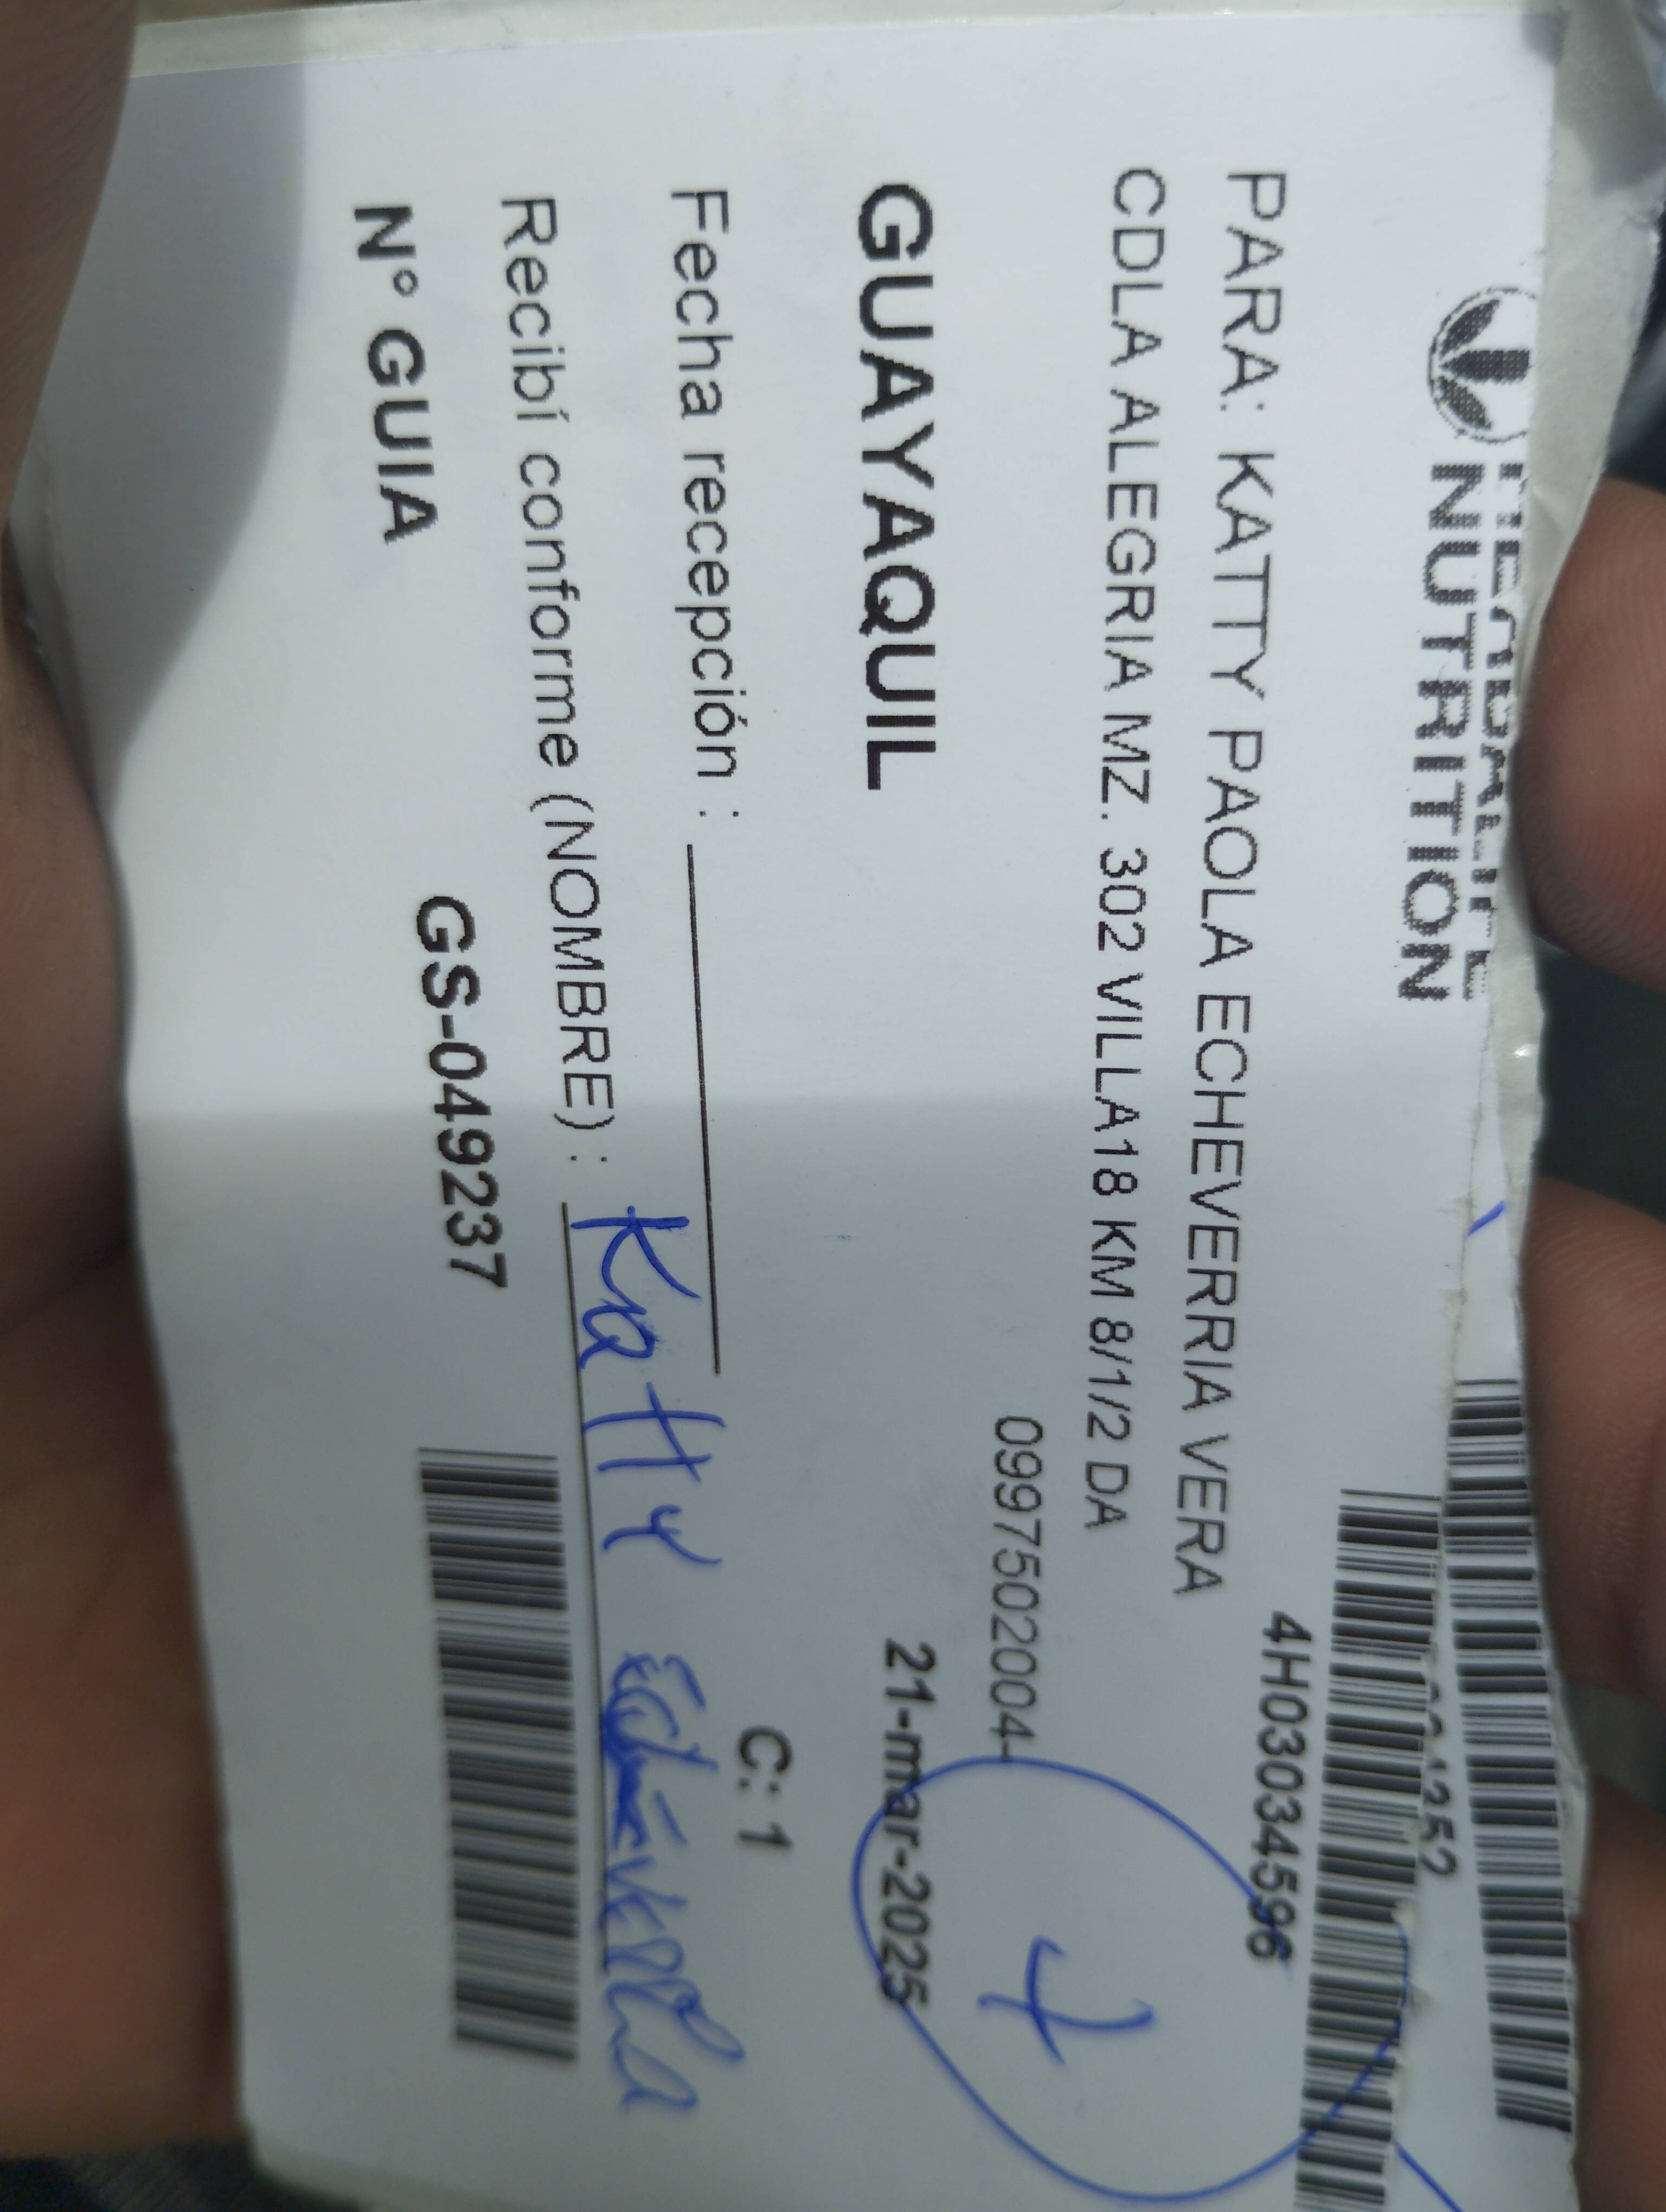 NUTRITION
4H03034596
PARA: KATTY PAOLA ECHEVERRIA VERA
CDLA ALEGRIA MZ. 302 VILLA18 KM 8/1/2 DA
0997502004-
GUAYAQUIL
21-mar-2025
Fecha recepción :
C: 1
Recibí conforme (NOMBRE) : Katty Echeverria
N° GUIA
GS-049237